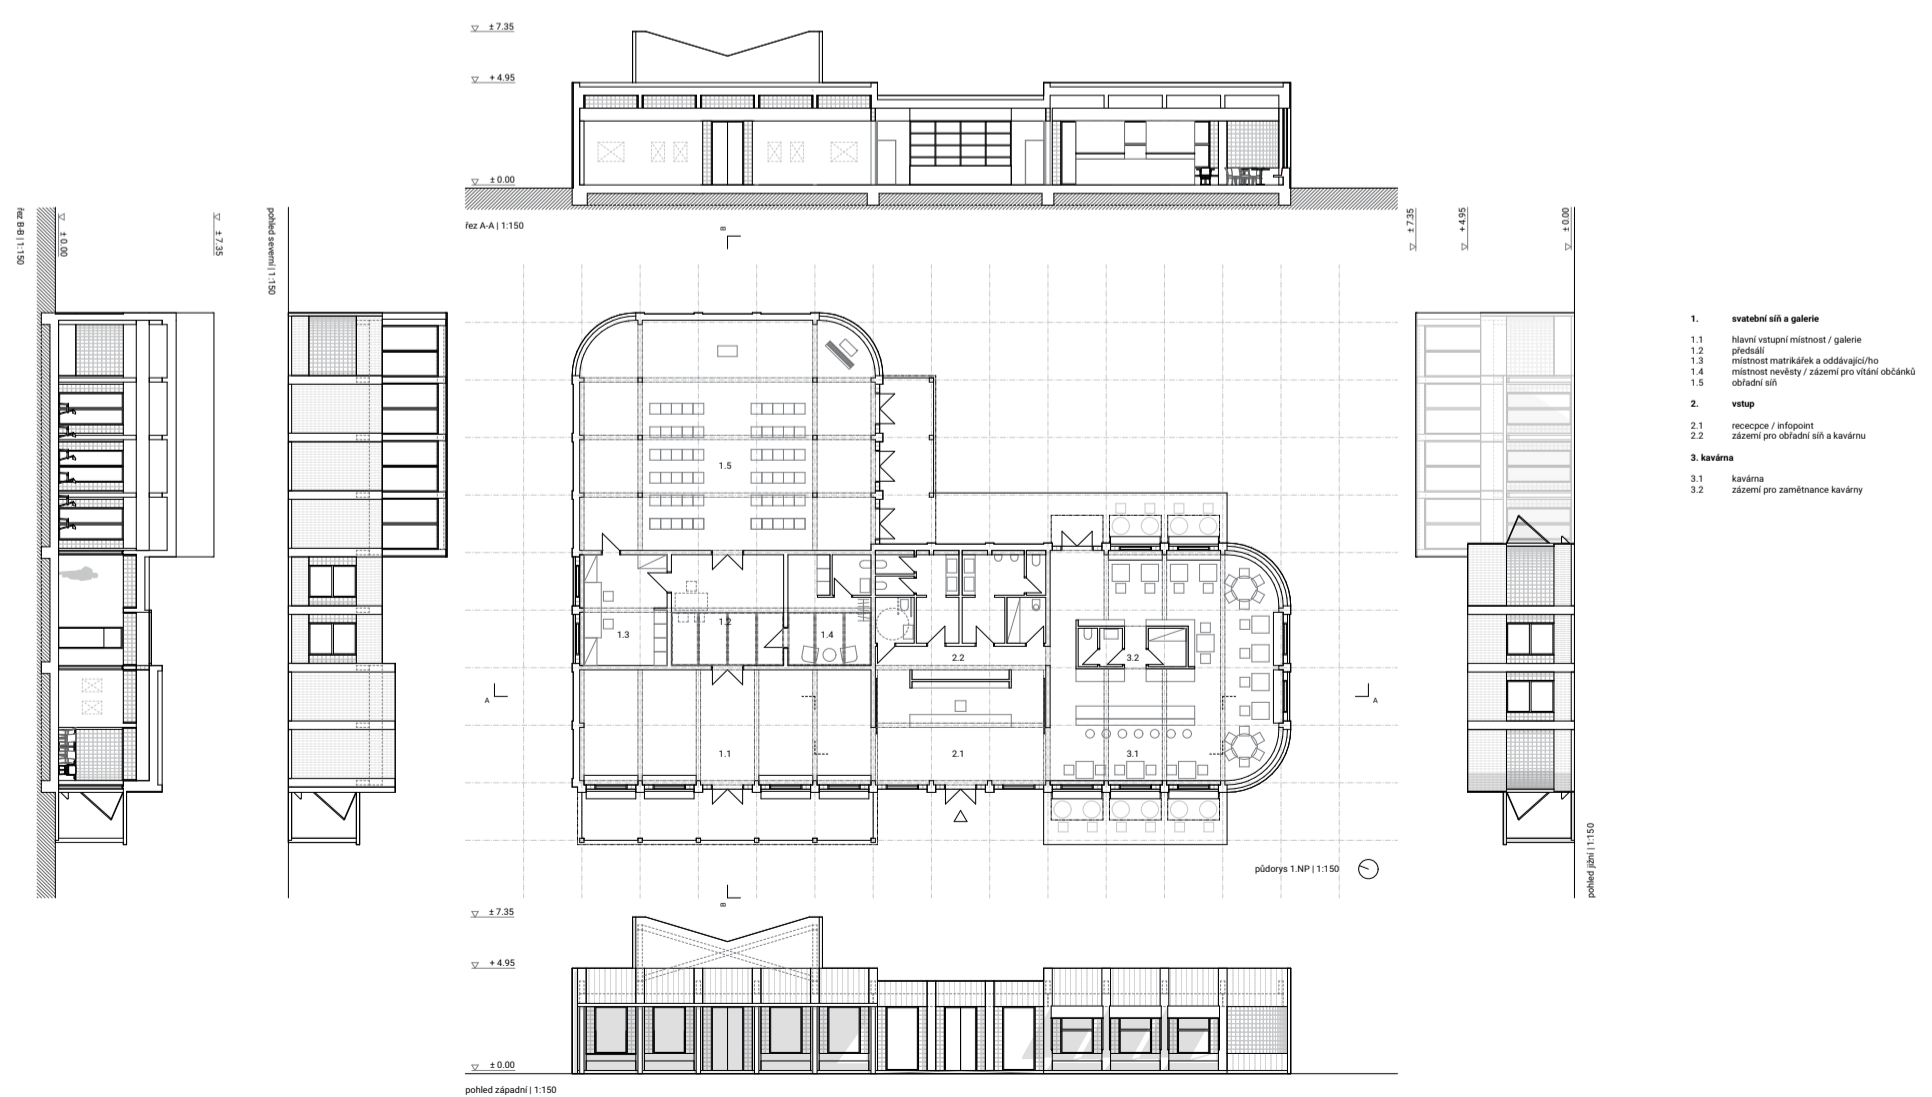 ± 7.35
+ 4.95
± 0.00
řez A-A | 1:150
B
řez B-B | 1:150
± 0.00
± 7.35
pohled severní | 1:150
± 7.35
+ 4.95
± 0.00
1.5
1.3
1.2
1.4
2.2
3.2
A
A
1.1
2.1
3.1
půdorys 1.NP | 1:150
pohled jižní | 1:150
B
1. svatební síň a galerie
1.1 hlavní vstupní místnost / galerie
1.2 předsálí
1.3 místnost matrikářek a oddávající/ho
1.4 místnost nevěsty / zázemí pro vítání občánků
1.5 obřadní síň
2. vstup
2.1 rececpce / infopoint
2.2 zázemí pro obřadní síň a kavárnu
3. kavárna
3.1 kavárna
3.2 zázemí pro zamětnance kavárny
± 7.35
+ 4.95
± 0.00
pohled západní | 1:150